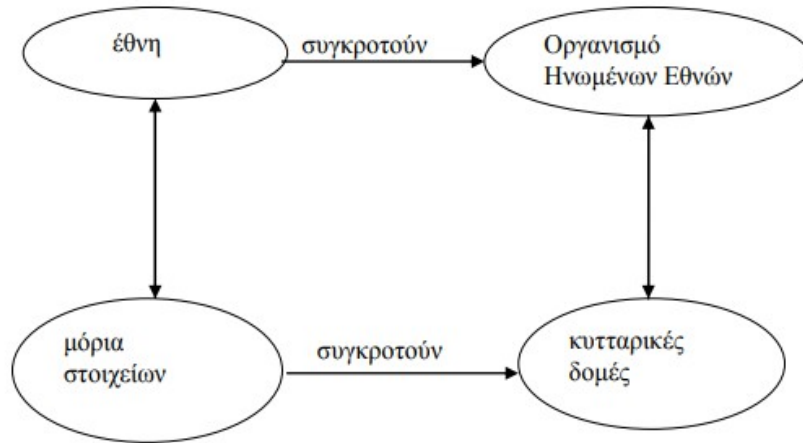 έθνη
συγκροτούν
Οργανισμό
Ηνωμένων Εθνών
μόρια
στοιχείων
συγκροτούν
κυτταρικές
δομές